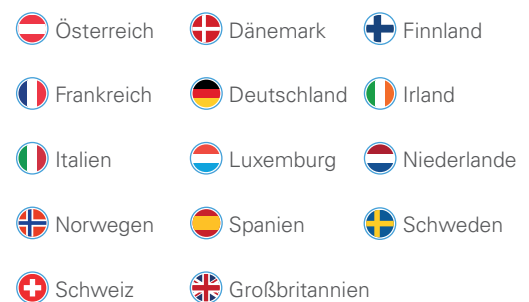 Österreich Dänemark Finnland
Frankreich Deutschland Irland
Italien Luxemburg Niederlande
Norwegen Spanien Schweden
Schweiz Großbritannien